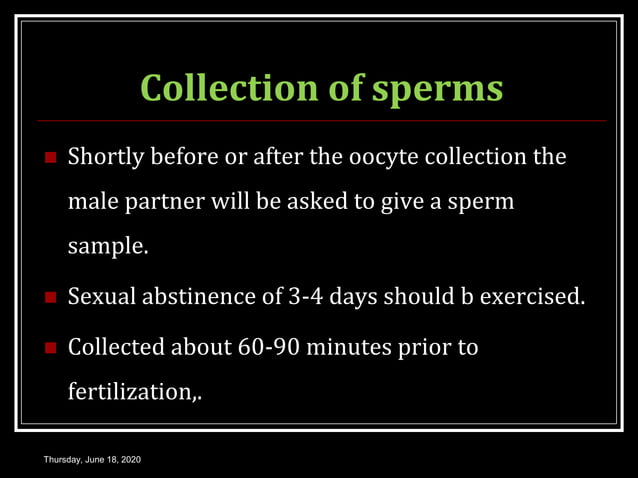 Collection of sperms
■ Shortly before or after the oocyte collection the
male partner will be asked to give a sperm
sample.
■ Sexual abstinence of 3-4 days should b exercised.
■ Collected about 60-90 minutes prior to
fertilization,.
Thursday, June 18, 2020